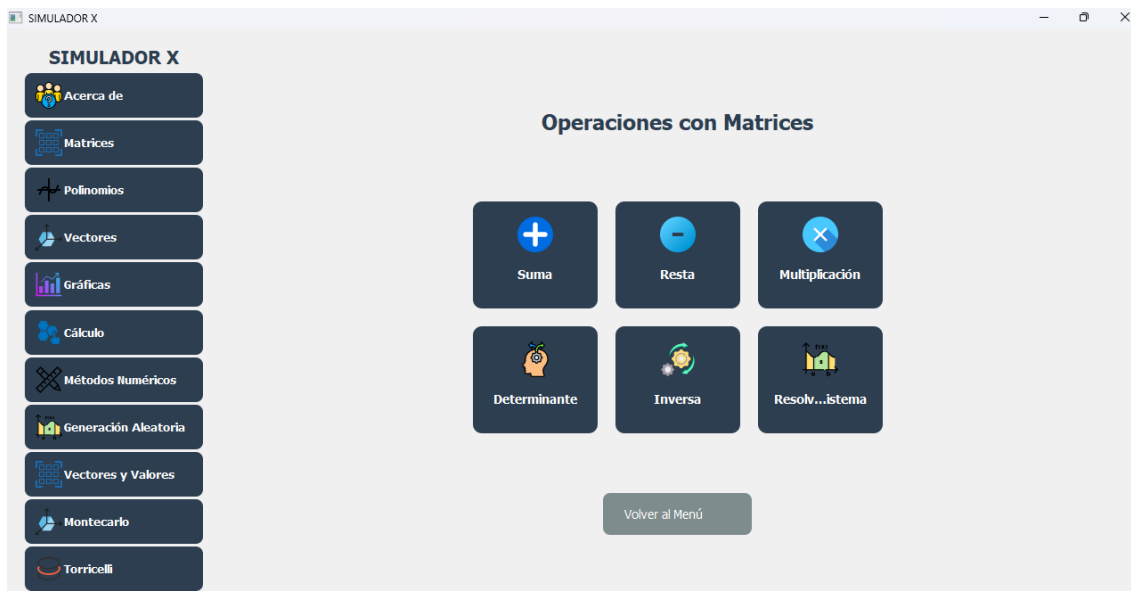 SIMULADOR X
SIMULADOR X
Acerca de
Matrices
Polinomios
Vectores
Gráficas
Cálculo
Métodos Numéricos
Generación Aleatoria
Vectores y Valores
Montecarlo
Torricelli
Operaciones con Matrices
Suma
Resta
Multiplicación
Determinante
Inversa
Resolv...istema
Volver al Menú